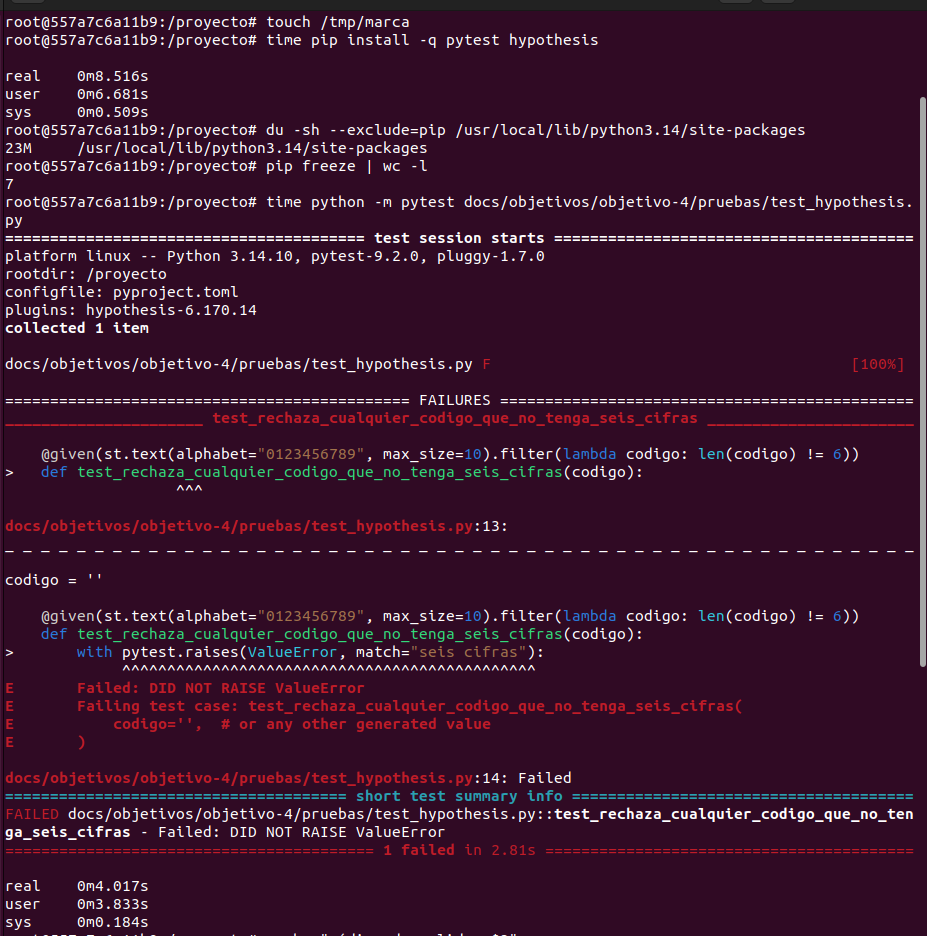 root@557a7c6a11b9:/proyecto# touch /tmp/marca
root@557a7c6a11b9:/proyecto# time pip install -q pytest hypothesis
real    0m8.516s
user    0m6.681s
sys     0m0.509s
root@557a7c6a11b9:/proyecto# du -sh --exclude=pip /usr/local/lib/python3.14/site-packages
23M     /usr/local/lib/python3.14/site-packages
root@557a7c6a11b9:/proyecto# pip freeze | wc -l
7
root@557a7c6a11b9:/proyecto# time python -m pytest docs/objetivos/objetivo-4/pruebas/test_hypothesis.
py
======================================== test session starts ========================================
platform linux -- Python 3.14.10, pytest-9.2.0, pluggy-1.7.0
rootdir: /proyecto
configfile: pyproject.toml
plugins: hypothesis-6.170.14
collected 1 item
docs/objetivos/objetivo-4/pruebas/test_hypothesis.py F                                        [100%]
============================================= FAILURES ==============================================
______________________ test_rechaza_cualquier_codigo_que_no_tenga_seis_cifras _______________________
    @given(st.text(alphabet="0123456789", max_size=10).filter(lambda codigo: len(codigo) != 6))
>   def test_rechaza_cualquier_codigo_que_no_tenga_seis_cifras(codigo):
                   ^^^
docs/objetivos/objetivo-4/pruebas/test_hypothesis.py:13:
_ _ _ _ _ _ _ _ _ _ _ _ _ _ _ _ _ _ _ _ _ _ _ _ _ _ _ _ _ _ _ _ _ _ _ _ _ _ _ _ _ _ _ _ _ _ _ _ _ _ _
codigo = ''
    @given(st.text(alphabet="0123456789", max_size=10).filter(lambda codigo: len(codigo) != 6))
    def test_rechaza_cualquier_codigo_que_no_tenga_seis_cifras(codigo):
>       with pytest.raises(ValueError, match="seis cifras"):
             ^^^^^^^^^^^^^^^^^^^^^^^^^^^^^^^^^^^^^^^^^^^^^^
E       Failed: DID NOT RAISE ValueError
E       Failing test case: test_rechaza_cualquier_codigo_que_no_tenga_seis_cifras(
E           codigo='',  # or any other generated value
E       )
docs/objetivos/objetivo-4/pruebas/test_hypothesis.py:14: Failed
====================================== short test summary info ======================================
FAILED docs/objetivos/objetivo-4/pruebas/test_hypothesis.py::test_rechaza_cualquier_codigo_que_no_ten
ga_seis_cifras - Failed: DID NOT RAISE ValueError
========================================= 1 failed in 2.81s =========================================
real    0m4.017s
user    0m3.833s
sys     0m0.184s